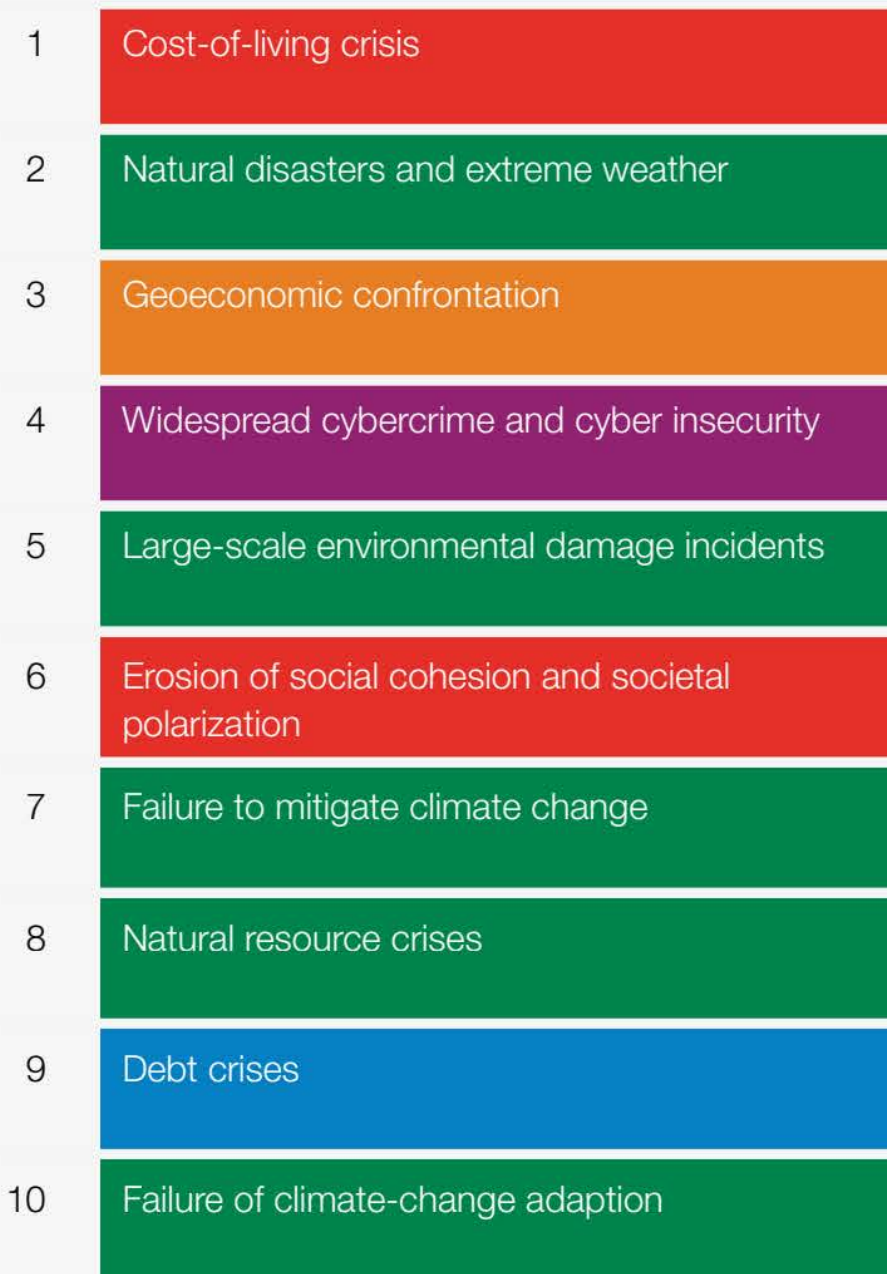 1 Cost-of-living crisis
2 Natural disasters and extreme weather
3 Geoeconomic confrontation
4 Widespread cybercrime and cyber insecurity
5 Large-scale environmental damage incidents
6 Erosion of social cohesion and societal
polarization
7 Failure to mitigate climate change
8 Natural resource crises
9 Debt crises
10 Failure of climate-change adaption